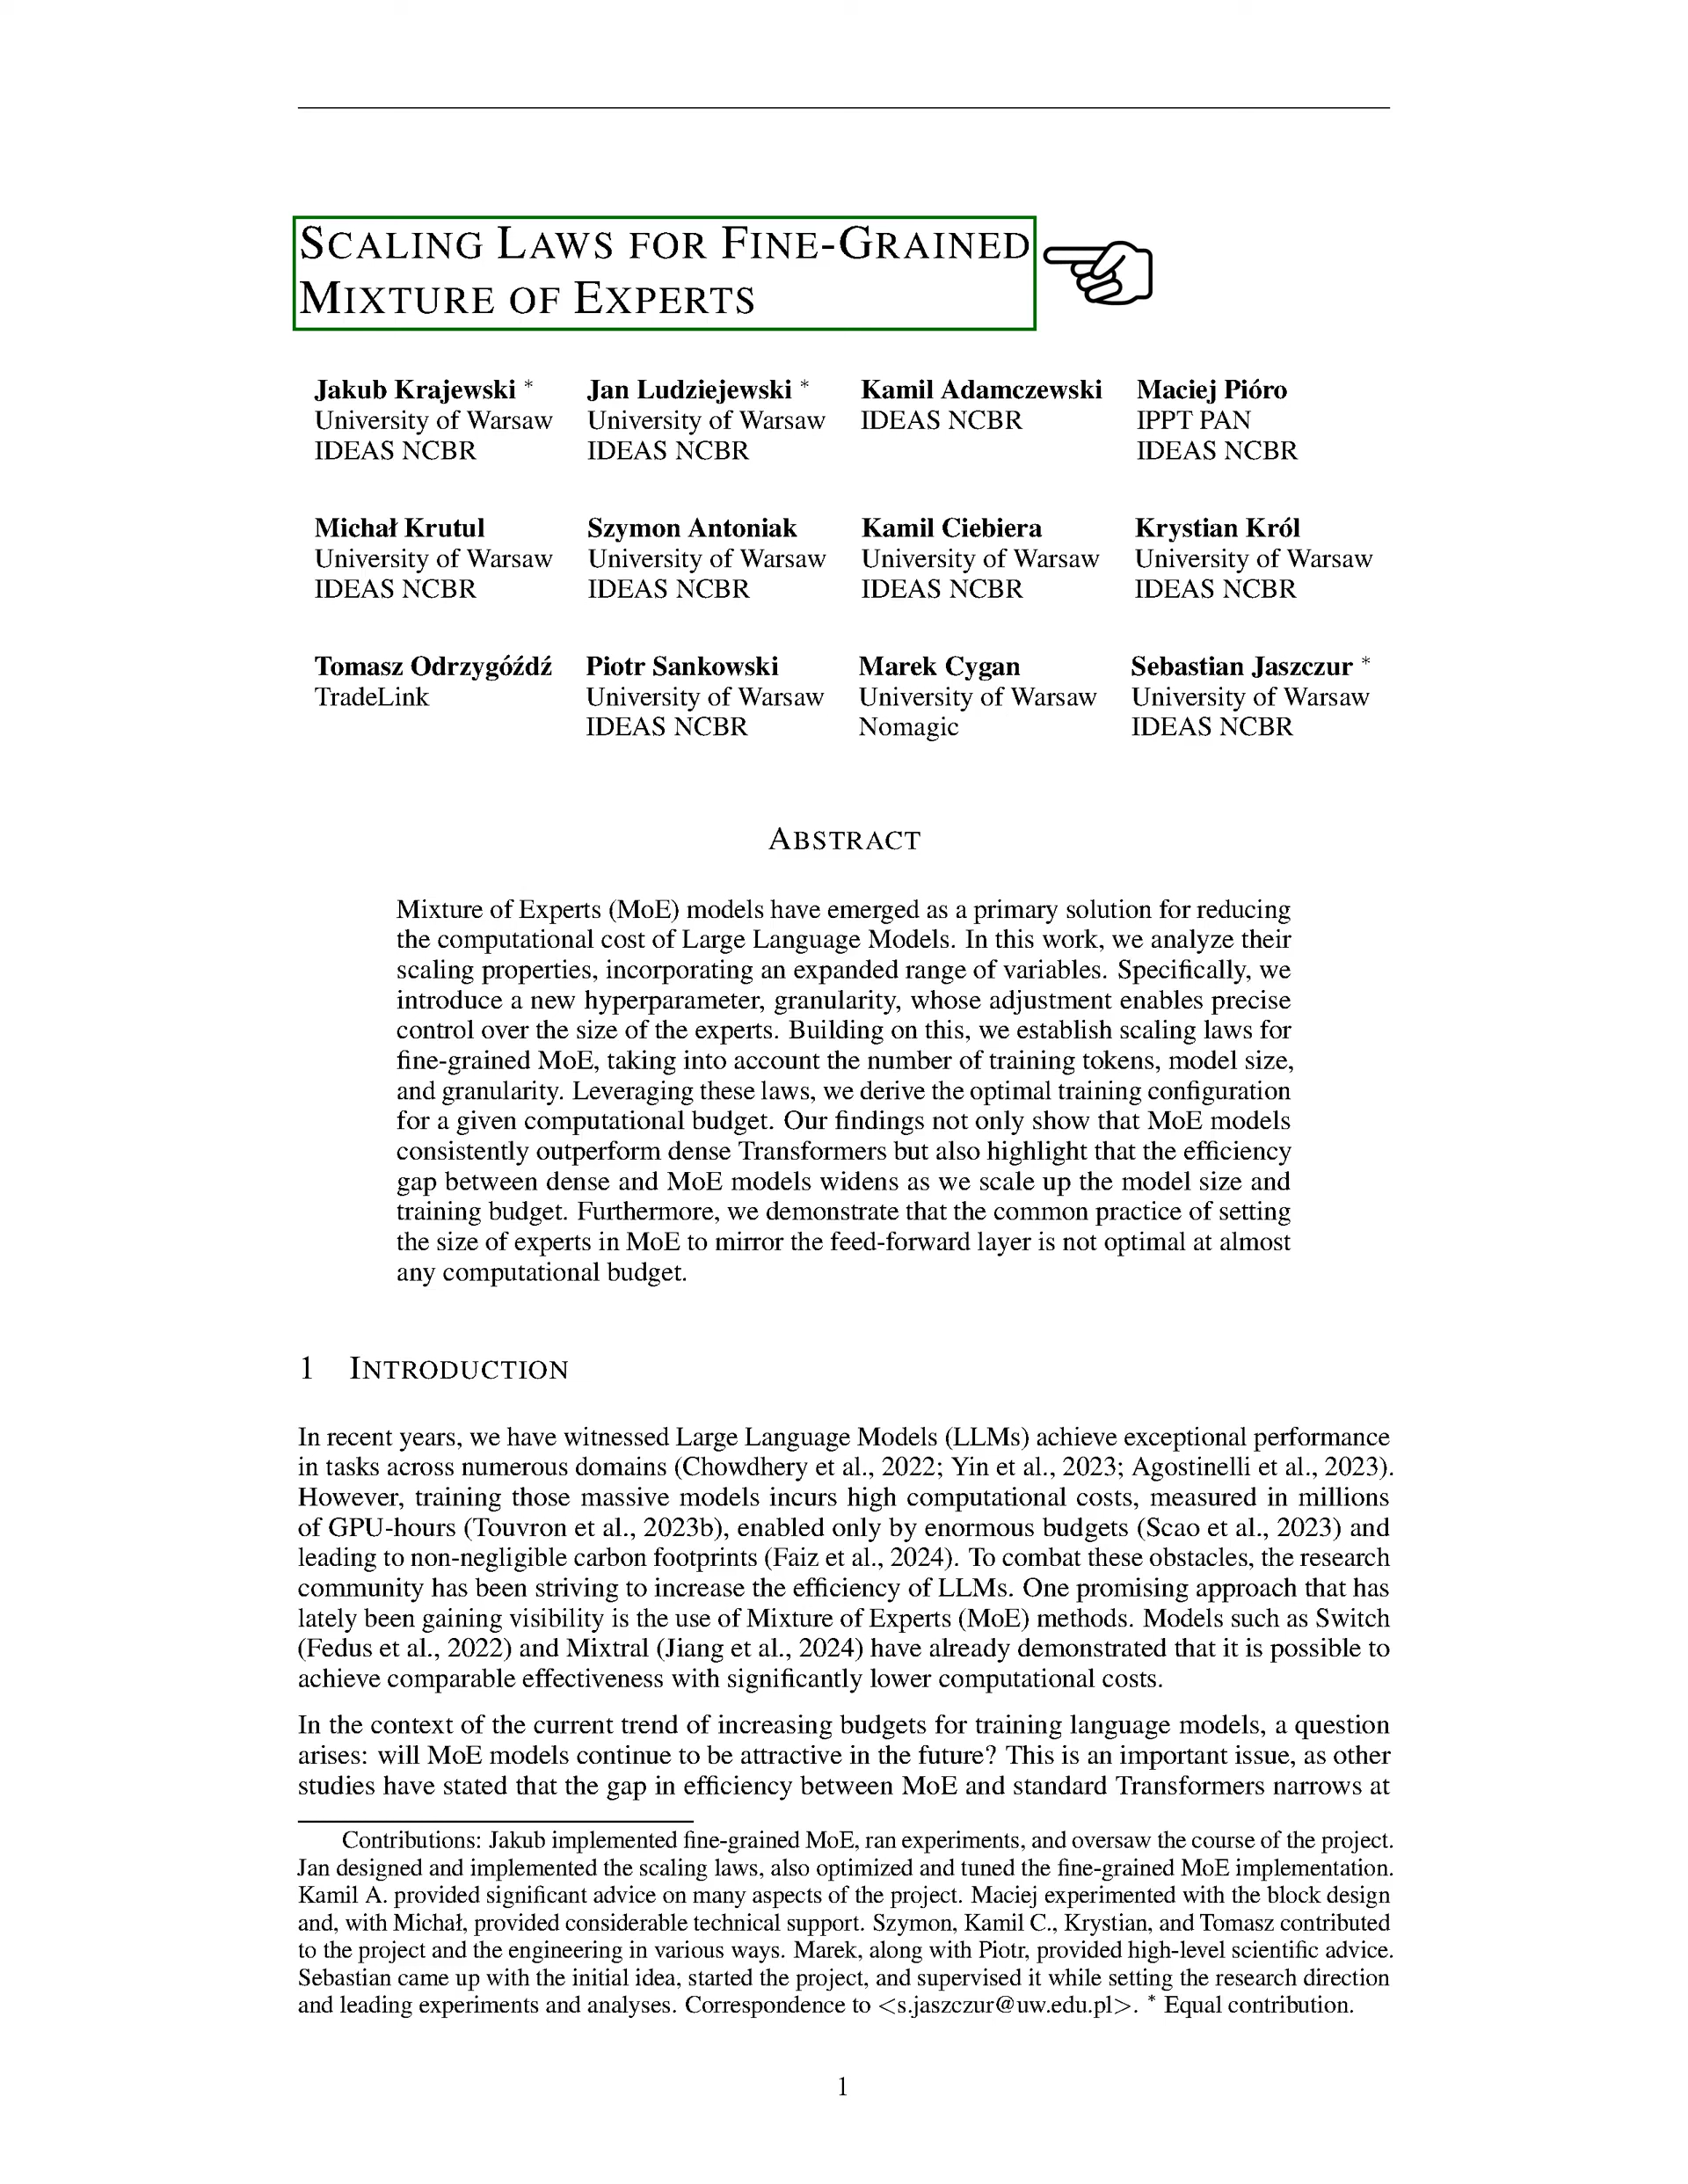 SCALING LAWS FOR FINE-GRAINED
MIXTURE OF EXPERTS
Jakub Krajewski * Jan Ludziejewski * Kamil Adamczewski Maciej Pióro
University of Warsaw University of Warsaw IDEAS NCBR IPPT PAN
IDEAS NCBR IDEAS NCBR IDEAS NCBR
Michał Krutul Szymon Antoniak Kamil Ciebiera Krystian Król
University of Warsaw University of Warsaw University of Warsaw University of Warsaw
IDEAS NCBR IDEAS NCBR IDEAS NCBR IDEAS NCBR
Tomasz Odrzygóźdź Piotr Sankowski Marek Cygan Sebastian Jaszczur *
TradeLink University of Warsaw University of Warsaw University of Warsaw
IDEAS NCBR Nomagic IDEAS NCBR
ABSTRACT
Mixture of Experts (MoE) models have emerged as a primary solution for reducing
the computational cost of Large Language Models. In this work, we analyze their
scaling properties, incorporating an expanded range of variables. Specifically, we
introduce a new hyperparameter, granularity, whose adjustment enables precise
control over the size of the experts. Building on this, we establish scaling laws for
fine-grained MoE, taking into account the number of training tokens, model size,
and granularity. Leveraging these laws, we derive the optimal training configuration
for a given computational budget. Our findings not only show that MoE models
consistently outperform dense Transformers but also highlight that the efficiency
gap between dense and MoE models widens as we scale up the model size and
training budget. Furthermore, we demonstrate that the common practice of setting
the size of experts in MoE to mirror the feed-forward layer is not optimal at almost
any computational budget.
1 INTRODUCTION
In recent years, we have witnessed Large Language Models (LLMs) achieve exceptional performance
in tasks across numerous domains (Chowdhery et al., 2022; Yin et al., 2023; Agostinelli et al., 2023).
However, training those massive models incurs high computational costs, measured in millions
of GPU-hours (Touvron et al., 2023b), enabled only by enormous budgets (Scao et al., 2023) and
leading to non-negligible carbon footprints (Faiz et al., 2024). To combat these obstacles, the research
community has been striving to increase the efficiency of LLMs. One promising approach that has
lately been gaining visibility is the use of Mixture of Experts (MoE) methods. Models such as Switch
(Fedus et al., 2022) and Mixtral (Jiang et al., 2024) have already demonstrated that it is possible to
achieve comparable effectiveness with significantly lower computational costs.
In the context of the current trend of increasing budgets for training language models, a question
arises: will MoE models continue to be attractive in the future? This is an important issue, as other
studies have stated that the gap in efficiency between MoE and standard Transformers narrows at
Contributions: Jakub implemented fine-grained MoE, ran experiments, and oversaw the course of the project.
Jan designed and implemented the scaling laws, also optimized and tuned the fine-grained MoE implementation.
Kamil A. provided significant advice on many aspects of the project. Maciej experimented with the block design
and, with Michał, provided considerable technical support. Szymon, Kamil C., Krystian, and Tomasz contributed
to the project and the engineering in various ways. Marek, along with Piotr, provided high-level scientific advice.
Sebastian came up with the initial idea, started the project, and supervised it while setting the research direction
and leading experiments and analyses. Correspondence to <s.jaszczur@uw.edu.pl>. * Equal contribution.
1